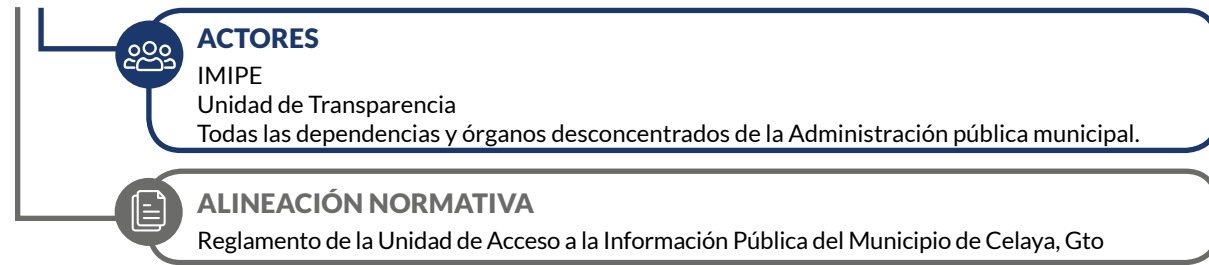 ACTORES
IMIPE
Unidad de Transparencia
Todas las dependencias y órganos desconcentrados de la Administración pública municipal.
ALINEACIÓN NORMATIVA
Reglamento de la Unidad de Acceso a la Información Pública del Municipio de Celaya, Gto